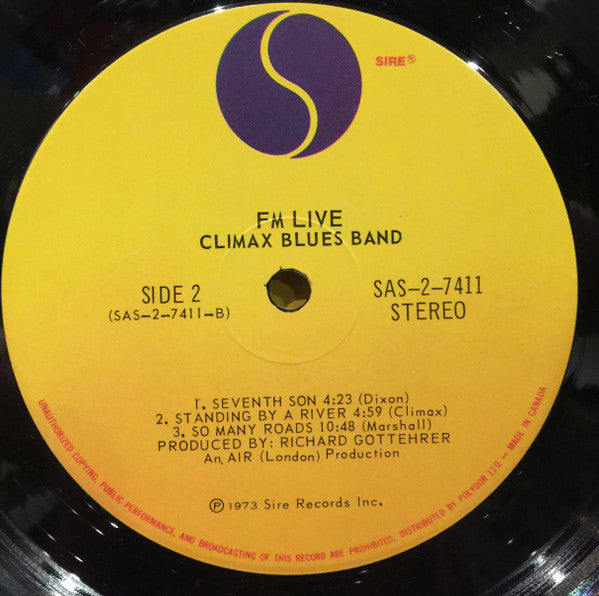 SIRE®
FM LIVE
CLIMAX BLUES BAND
SIDE 2
(SAS-2-7411-B)
SAS-2-7411
STEREO
1. SEVENTH SON 4:23 (Dixon)
2. STANDING BY A RIVER 4:59 (Climax)
3. SO MANY ROADS 10:48 (Marshall)
PRODUCED BY: RICHARD GOTTEHRER
An, AIR (London) Production
℗ 1973 Sire Records Inc.
UNAUTHORIZED COPYING, PUBLIC PERFORMANCE, AND BROADCASTING OF THIS RECORD ARE PROHIBITED. DISTRIBUTED BY POLYDOR LTD. — MADE IN CANADA